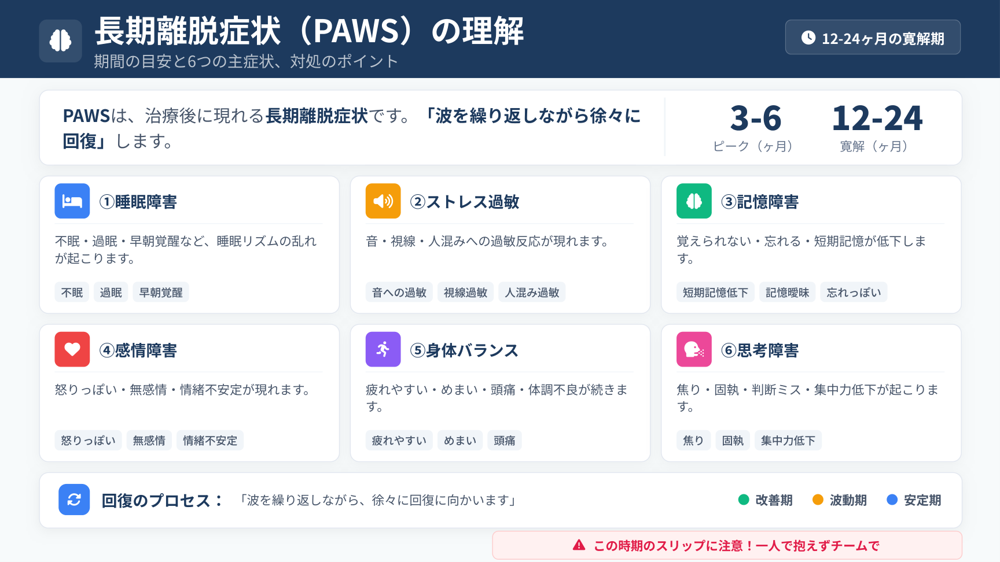 長期離脱症状（PAWS）の理解
期間の目安と6つの主症状、対処のポイント
12-24ヶ月の寛解期
PAWSは、治療後に現れる長期離脱症状です。「波を繰り返しながら徐々に
回復」します。
3-6
ピーク（ヶ月）
12-24
寛解（ヶ月）
①睡眠障害
不眠・過眠・早朝覚醒など、睡眠リズムの乱れ
が起こります。
不眠
過眠
早朝覚醒
②ストレス過敏
音・視線・人混みへの過敏反応が現れます。
音への過敏
視線過敏
人混み過敏
③記憶障害
覚えられない・忘れる・短期記憶が低下しま
す。
短期記憶低下
記憶曖昧
忘れっぽい
④感情障害
怒りっぽい・無感情・情緒不安定が現れます。
怒りっぽい
無感情
情緒不安定
⑤身体バランス
疲れやすい・めまい・頭痛・体調不良が続きま
す。
疲れやすい
めまい
頭痛
⑥思考障害
焦り・固執・判断ミス・集中力低下が起こりま
す。
焦り
固執
集中力低下
回復のプロセス：
「波を繰り返しながら、徐々に回復に向かいます」
改善期
波動期
安定期
この時期のスリップに注意！一人で抱えずチームで